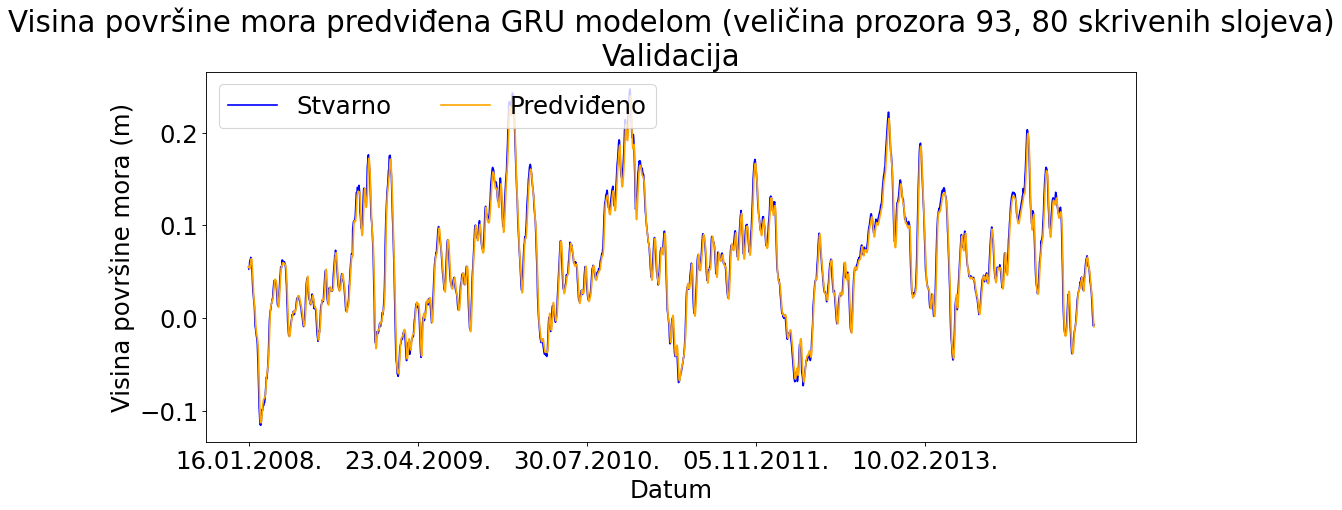 Visina površine mora predviđena GRU modelom (veličina prozora 93, 80 skrivenih slojeva)
Validacija
Stvarno
Predviđeno
Visina površine mora (m)
0.2
0.1
0.0
−0.1
16.01.2008. 23.04.2009. 30.07.2010. 05.11.2011. 10.02.2013.
Datum